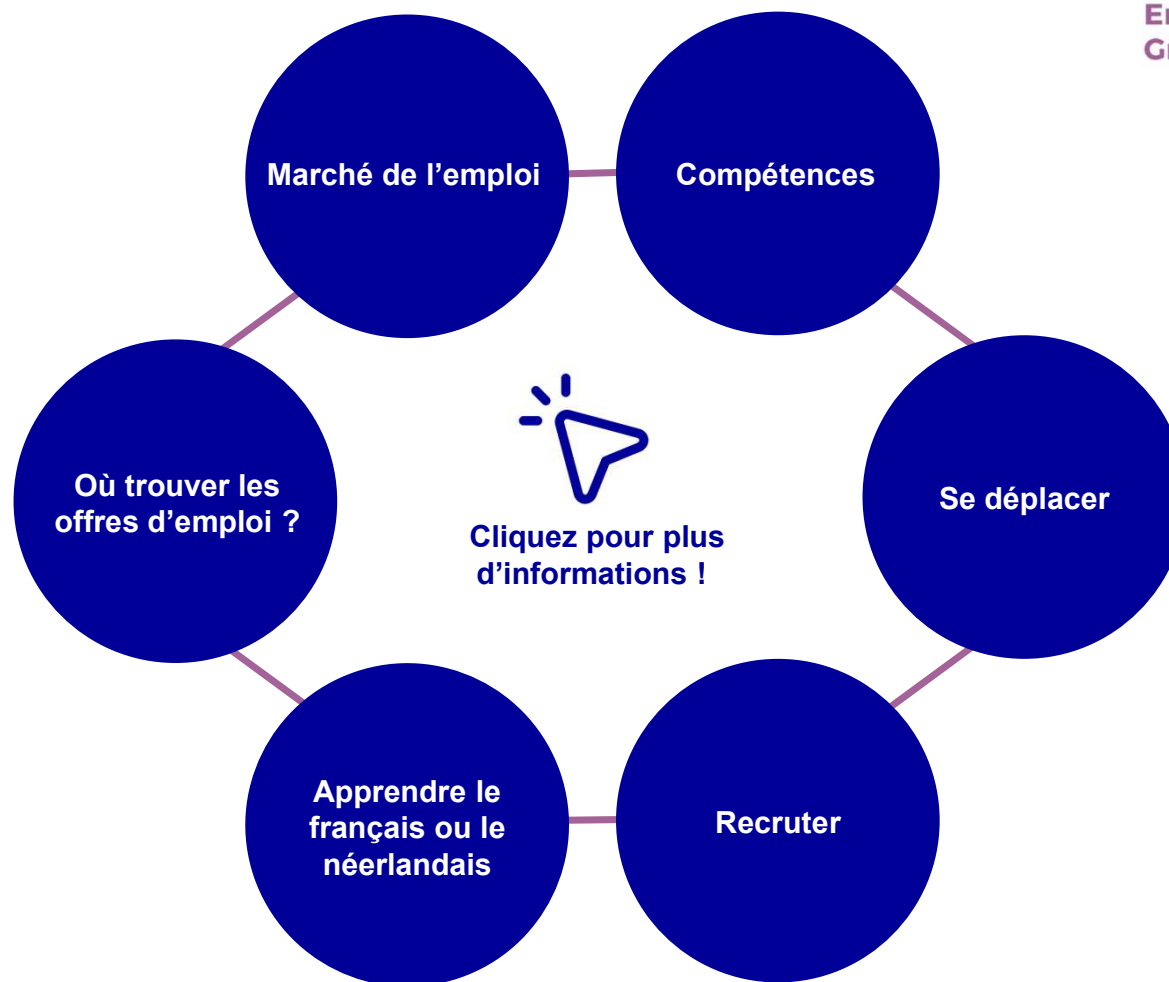 Marché de l’emploi
Compétences
Où trouver les
offres d’emploi ?
Se déplacer
Cliquez pour plus
d’informations !
Apprendre le
français ou le
néerlandais
Recruter